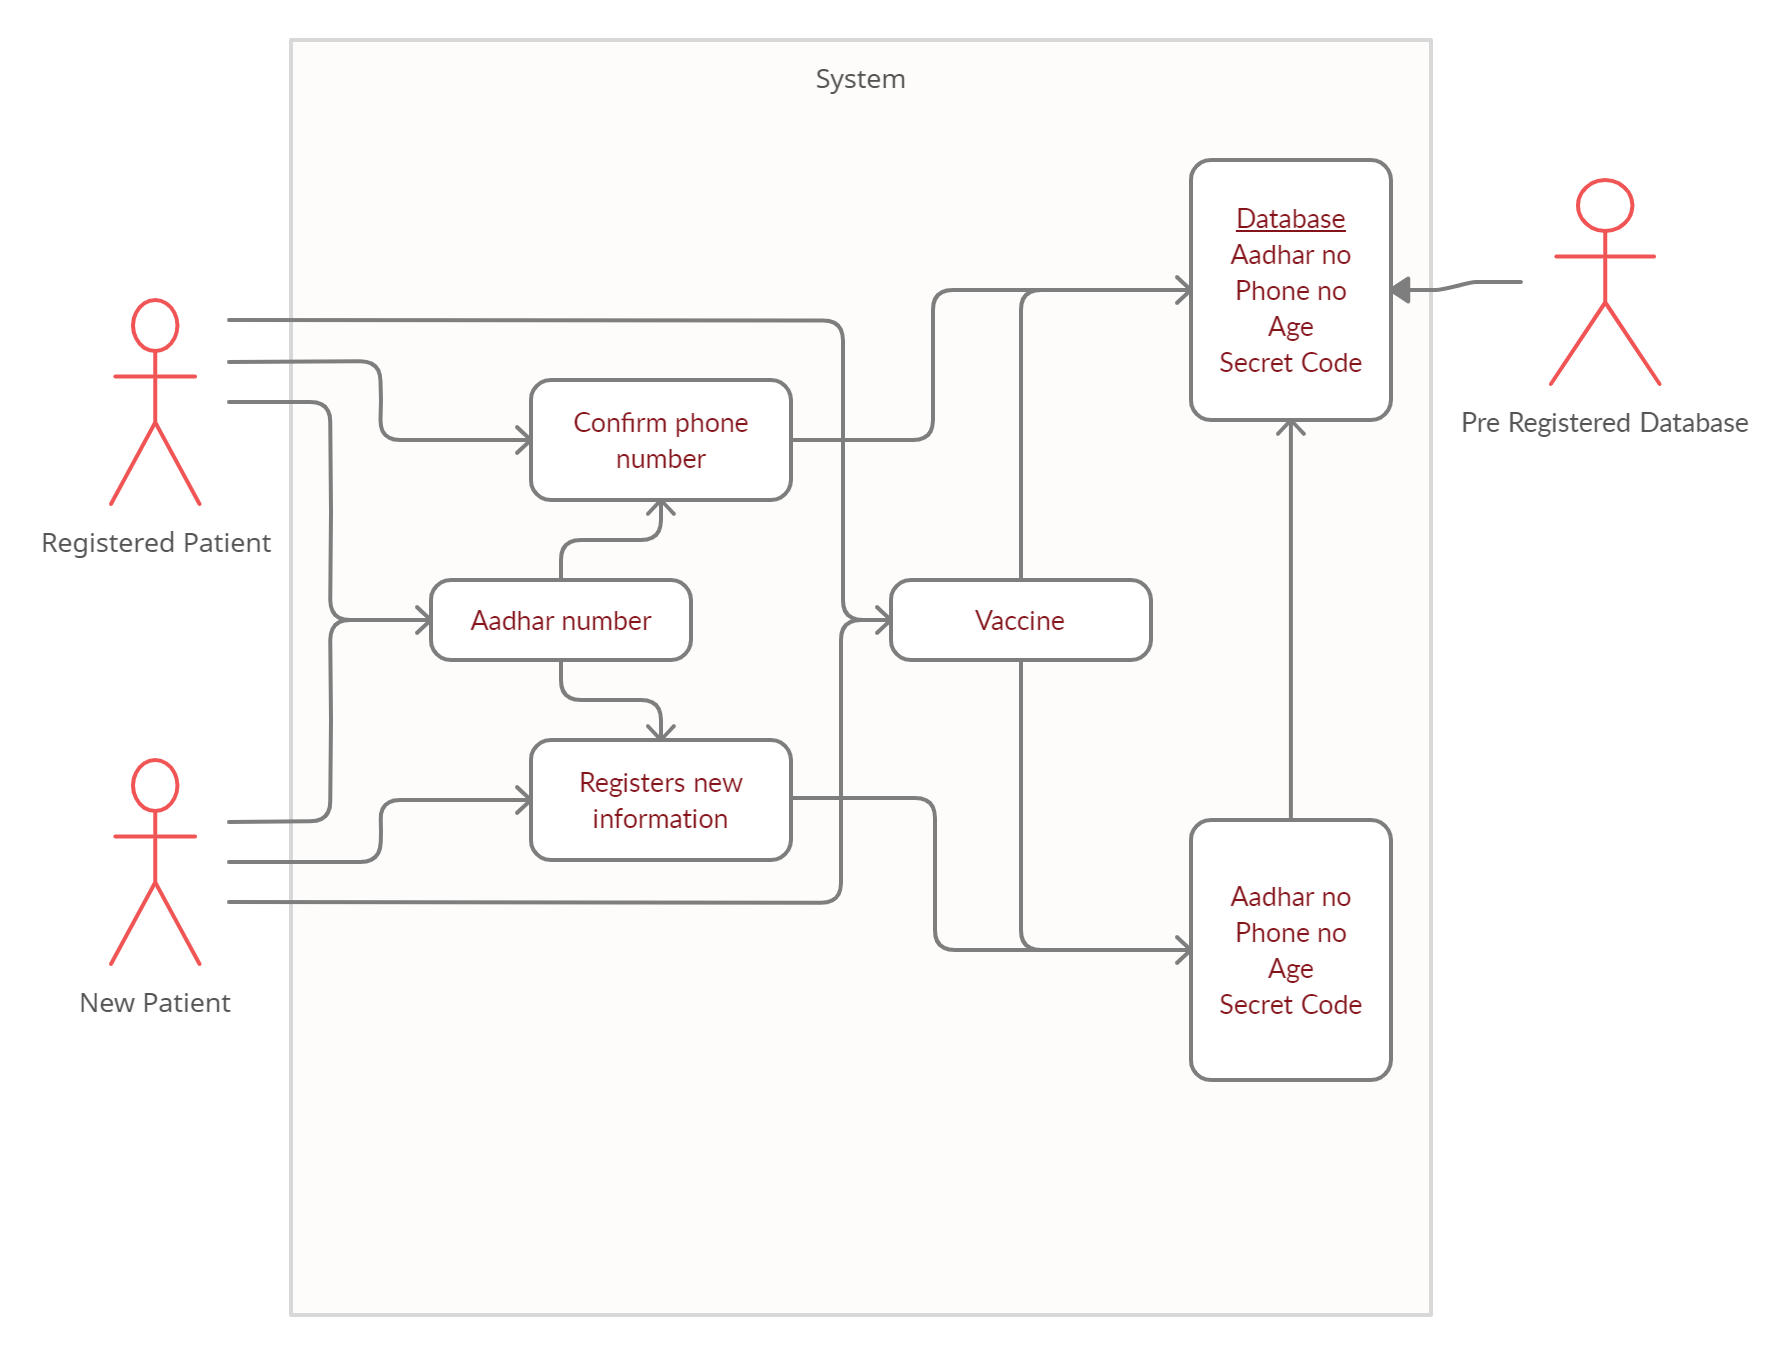 System
Database
Aadhar no
Phone no
Age
Secret Code
Pre Registered Database
Confirm phone
number
Registered Patient
Aadhar number
Vaccine
Registers new
information
New Patient
Aadhar no
Phone no
Age
Secret Code